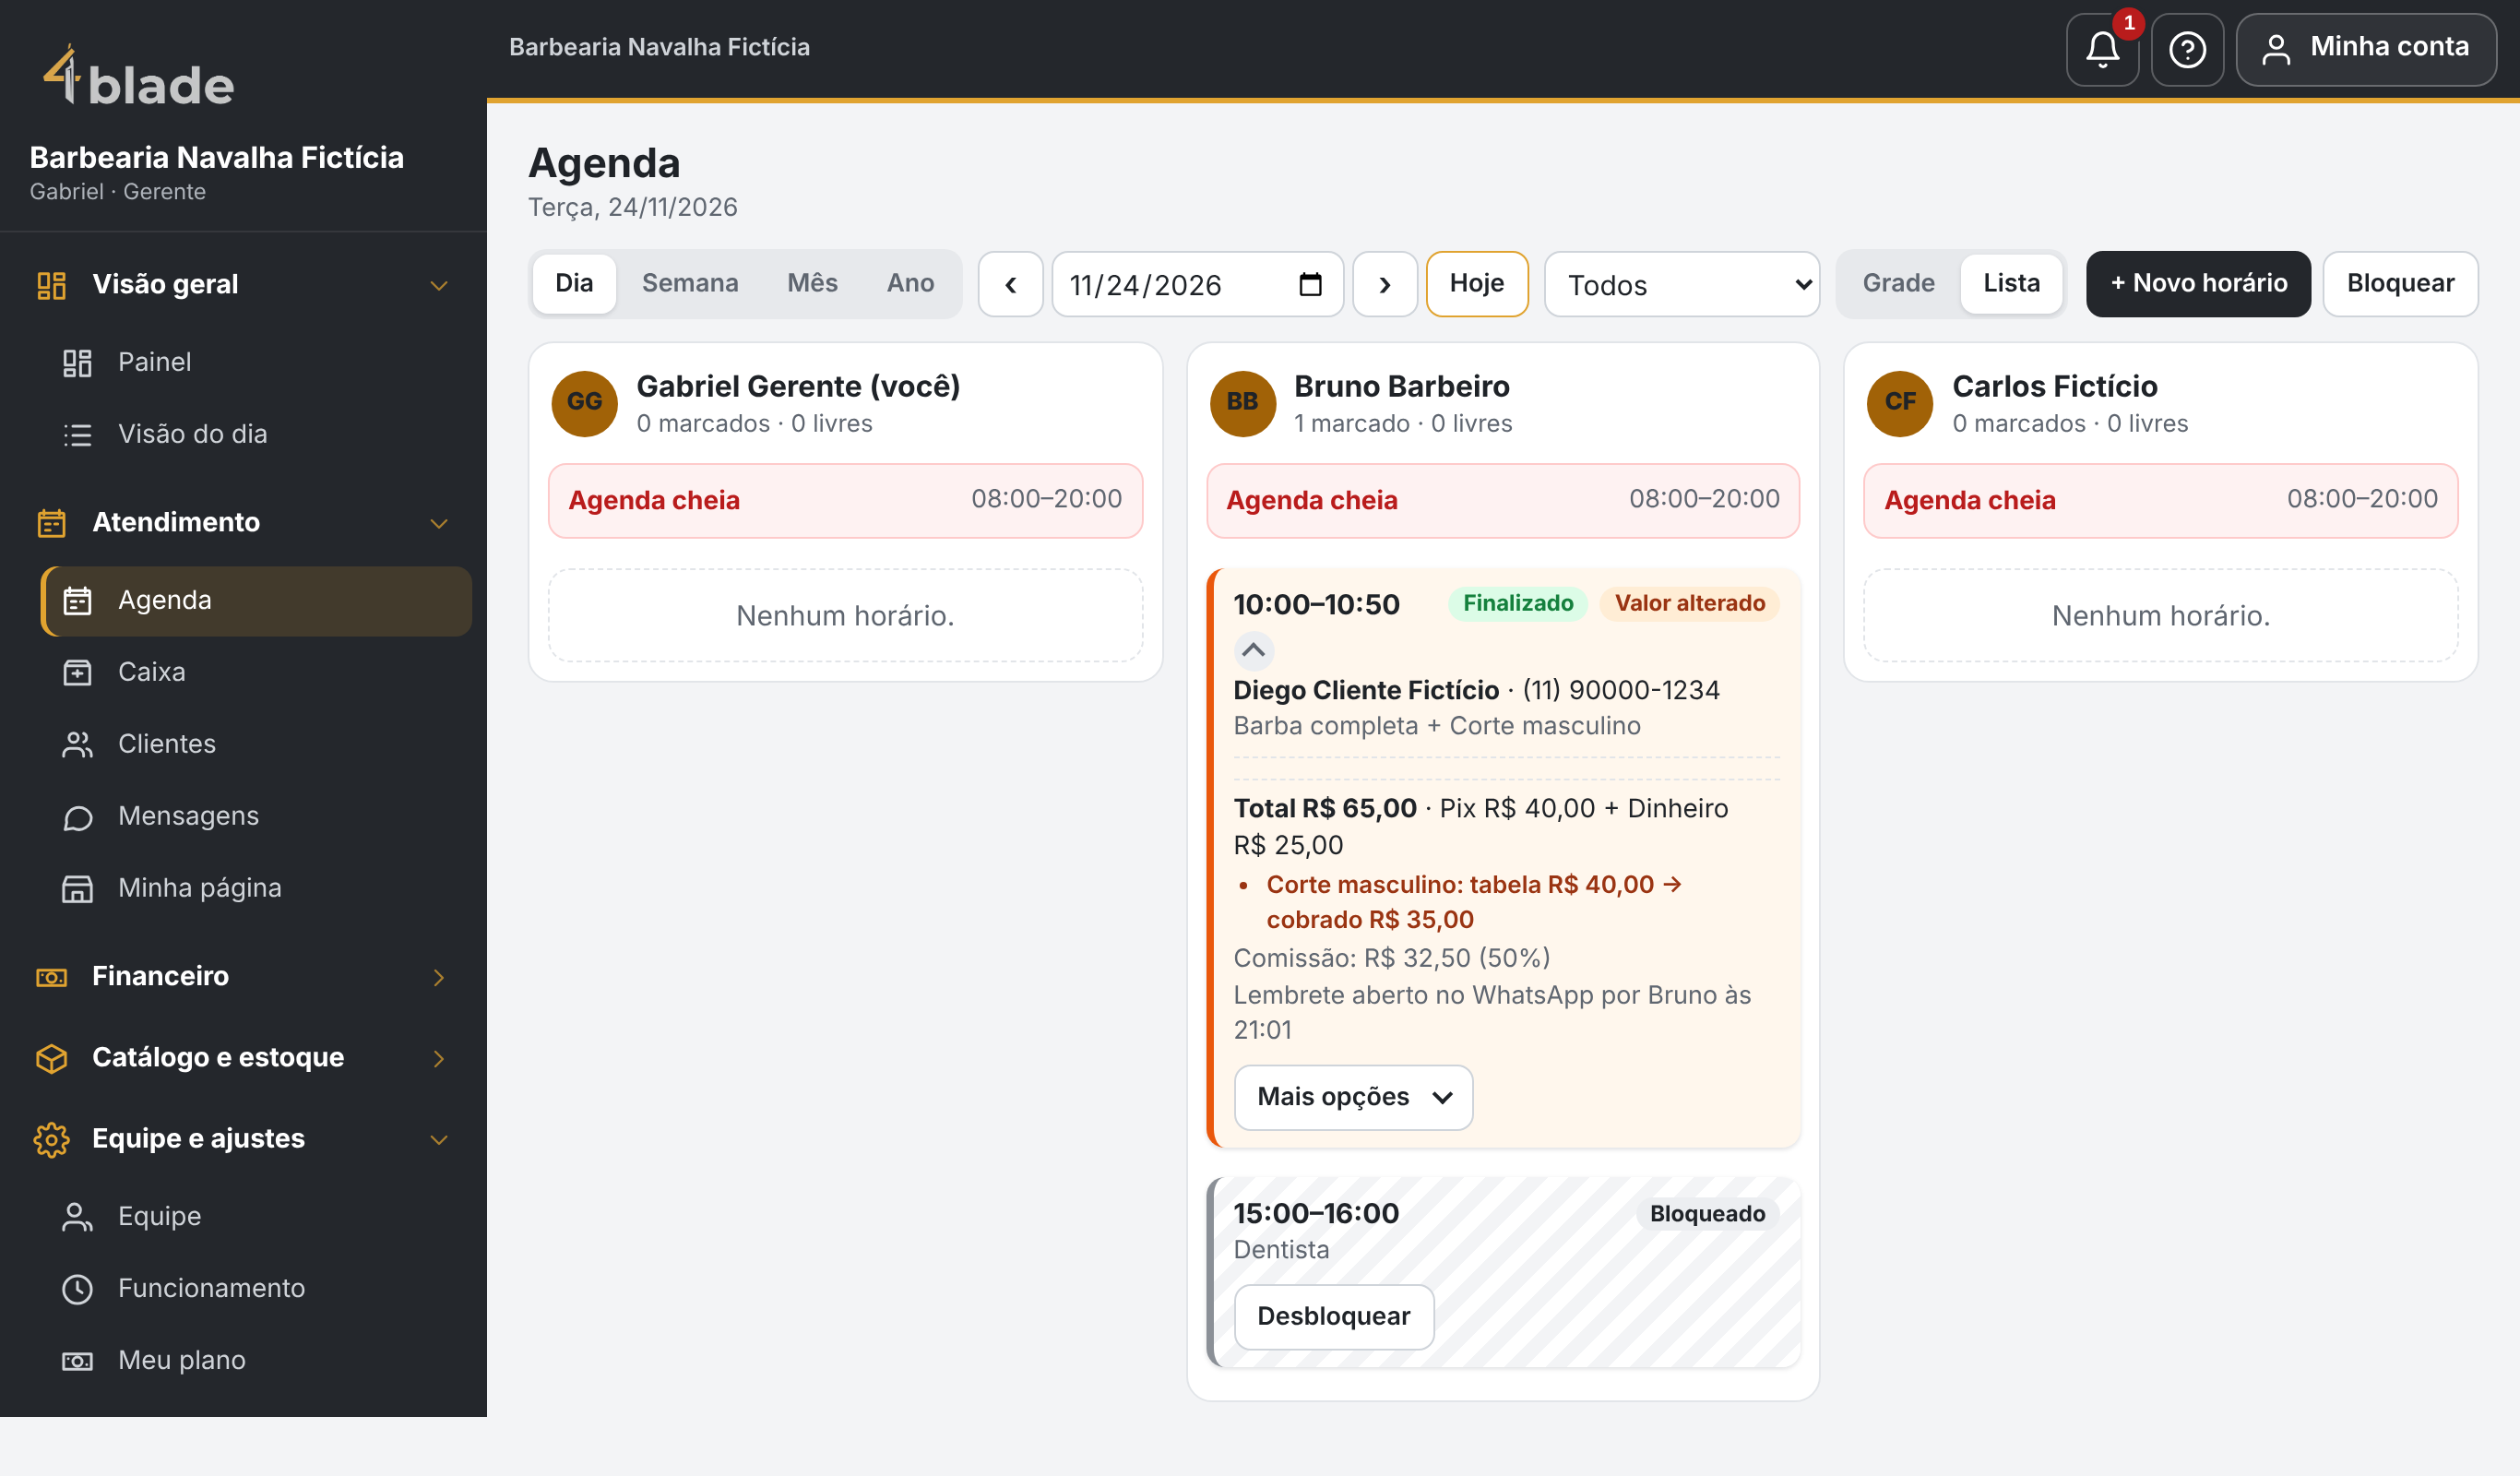 4blade
Barbearia Navalha Fictícia
Gabriel · Gerente
Visão geral
Painel
Visão do dia
Atendimento
Agenda
Caixa
Clientes
Mensagens
Minha página
Financeiro
Catálogo e estoque
Equipe e ajustes
Equipe
Funcionamento
Meu plano
Barbearia Navalha Fictícia
1
Minha conta
Agenda
Terça, 24/11/2026
Dia Semana Mês Ano
11/24/2026
Hoje
Todos
Grade Lista
+ Novo horário
Bloquear
GG
Gabriel Gerente (você)
0 marcados · 0 livres
Agenda cheia 08:00–20:00
Nenhum horário.
BB
Bruno Barbeiro
1 marcado · 0 livres
Agenda cheia 08:00–20:00
10:00–10:50 Finalizado Valor alterado
Diego Cliente Fictício · (11) 90000-1234
Barba completa + Corte masculino
Total R$ 65,00 · Pix R$ 40,00 + Dinheiro
R$ 25,00
• Corte masculino: tabela R$ 40,00 →
cobrado R$ 35,00
Comissão: R$ 32,50 (50%)
Lembrete aberto no WhatsApp por Bruno às
21:01
Mais opções
15:00–16:00 Bloqueado
Dentista
Desbloquear
CF
Carlos Fictício
0 marcados · 0 livres
Agenda cheia 08:00–20:00
Nenhum horário.